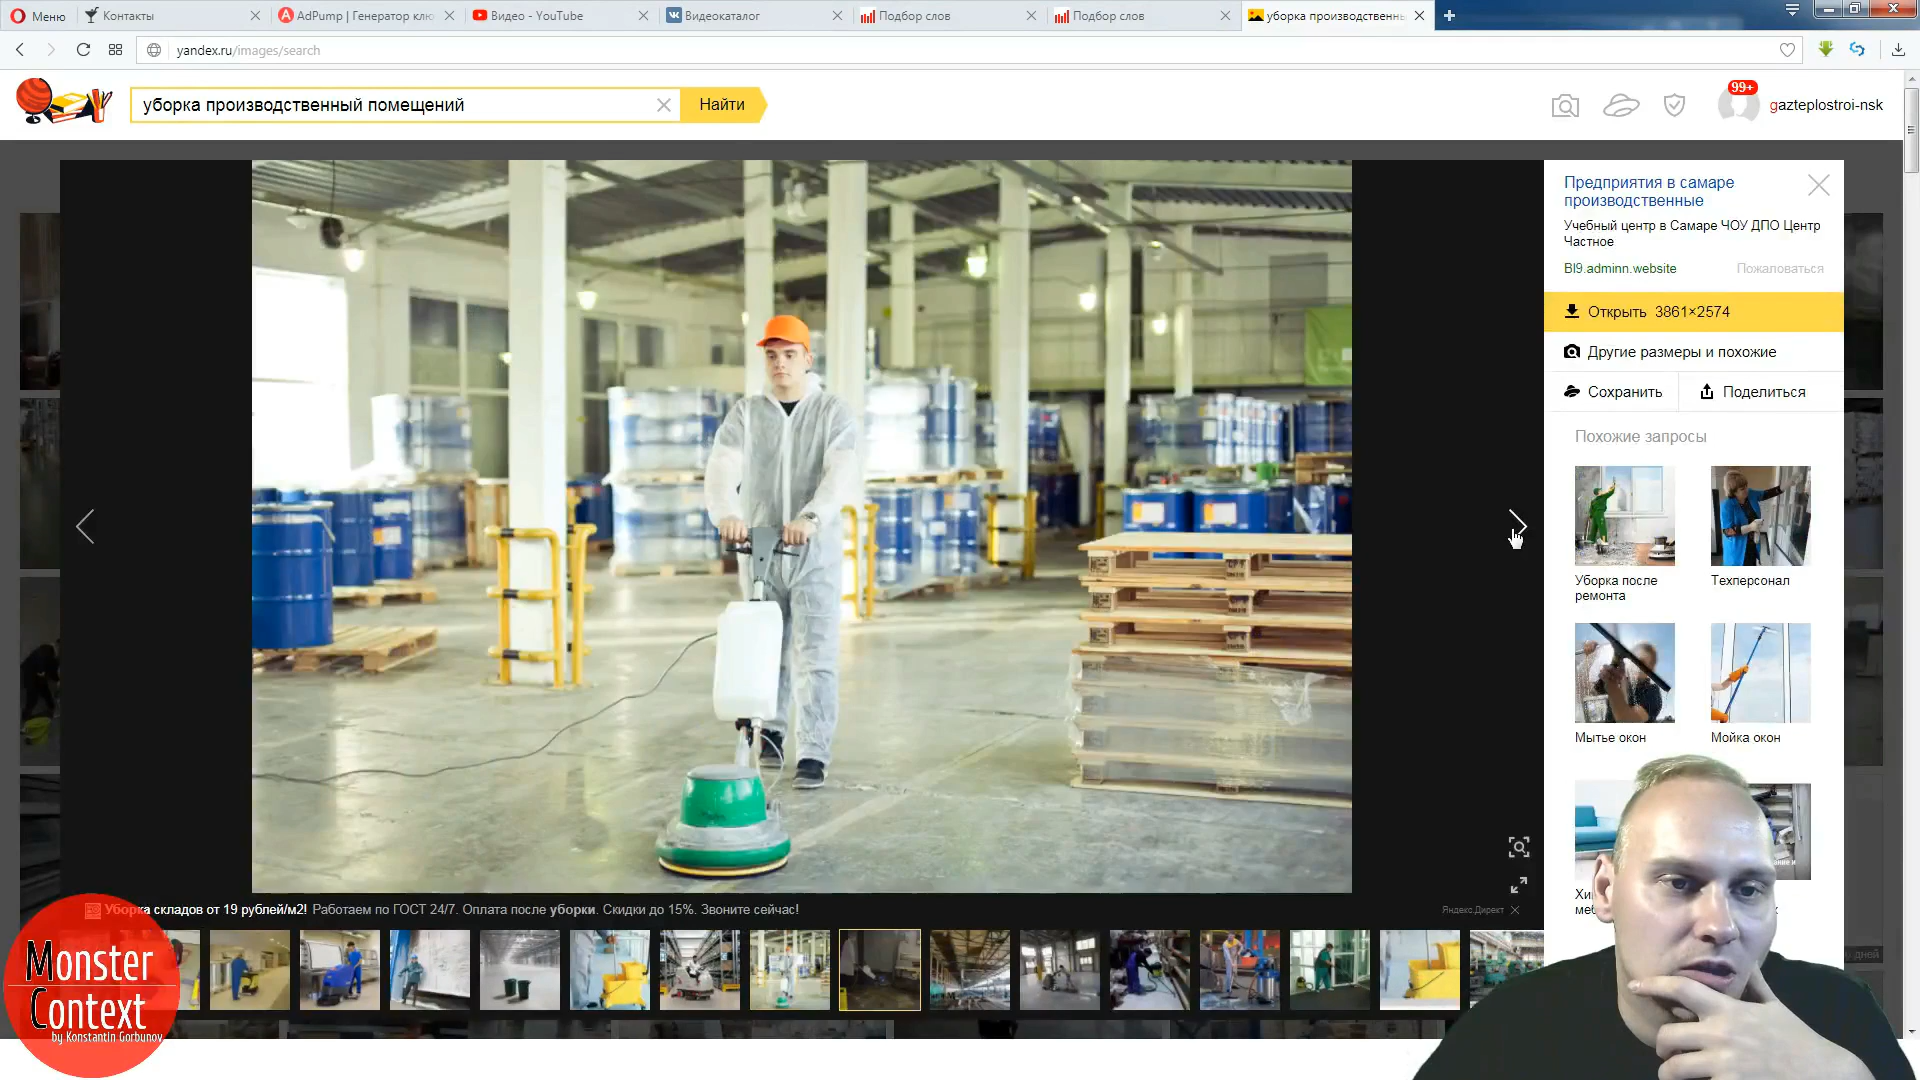 Меню
Контакты
AdPump | Генератор клю
Видео - YouTube
Видеокаталог
Подбор слов
Подбор слов
уборка производственнь
yandex.ru/images/search
уборка производственный помещений
Найти
99+
gazteplostroi-nsk
Предприятия в самаре
производственные
Учебный центр в Самаре ЧОУ ДПО Центр
Частное
Bl9.adminn.website
Пожаловаться
Открыть 3861×2574
Другие размеры и похожие
Сохранить
Поделиться
Похожие запросы
Уборка после
ремонта
Техперсонал
Мытье окон
Мойка окон
Уборка складов от 19 рублей/м2! Работаем по ГОСТ 24/7. Оплата после уборки. Скидки до 15%. Звоните сейчас!
Яндекс.Директ
Monster
Context
by Konstantin Gorbunov